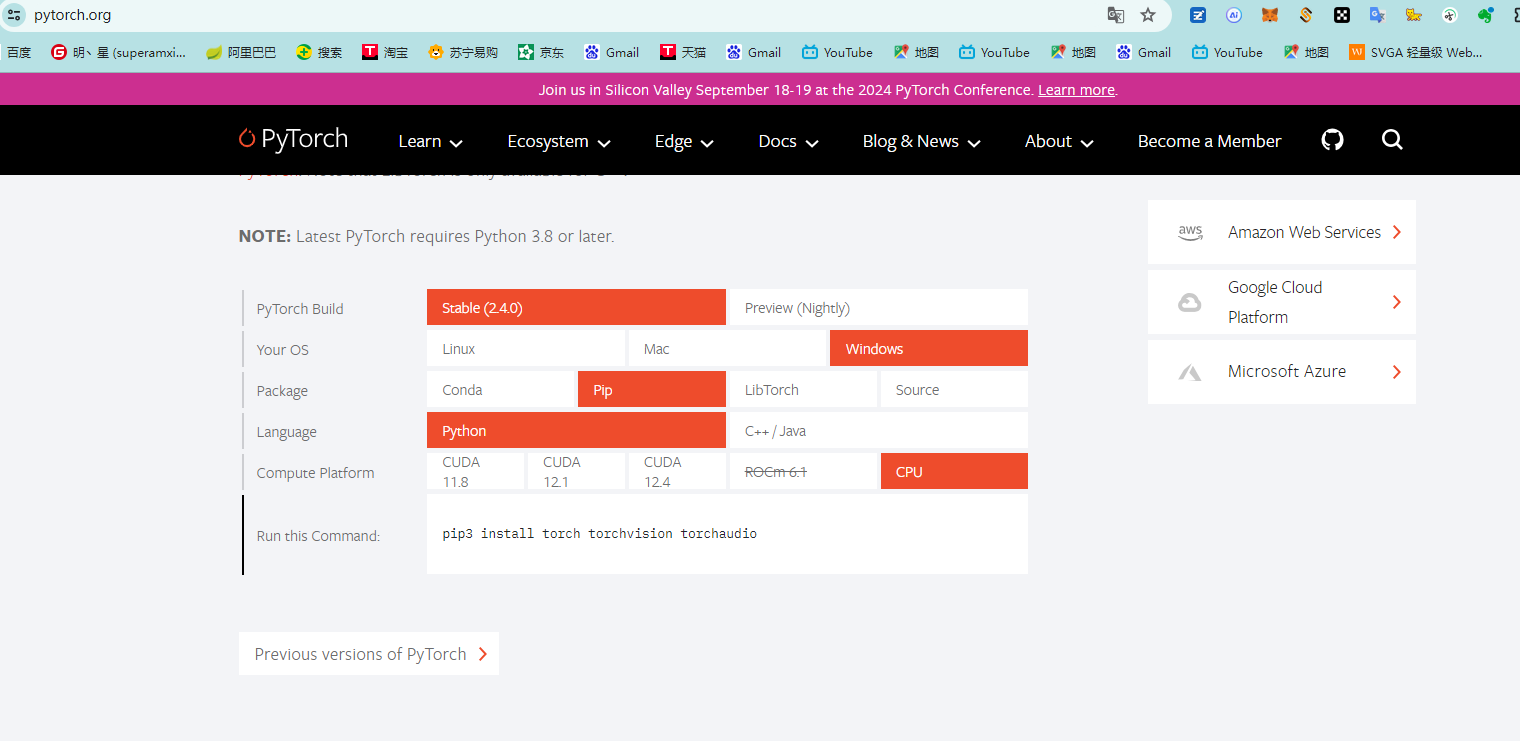 pytorch.org
百度 明丶星 (superamxi... 阿里巴巴 搜索 淘宝 苏宁易购 京东 Gmail 天猫 Gmail YouTube 地图 YouTube 地图 Gmail YouTube 地图 SVGA 轻量级 Web...
Join us in Silicon Valley September 18-19 at the 2024 PyTorch Conference. Learn more.
PyTorch Learn Ecosystem Edge Docs Blog & News About Become a Member
NOTE: Latest PyTorch requires Python 3.8 or later.
PyTorch Build Stable (2.4.0) Preview (Nightly)
Your OS Linux Mac Windows
Package Conda Pip LibTorch Source
Language Python C++ / Java
Compute Platform CUDA 11.8 CUDA 12.1 CUDA 12.4 ROCm 6.1 CPU
Run this Command: pip3 install torch torchvision torchaudio
Previous versions of PyTorch
aws Amazon Web Services
Google Cloud
Platform
Microsoft Azure